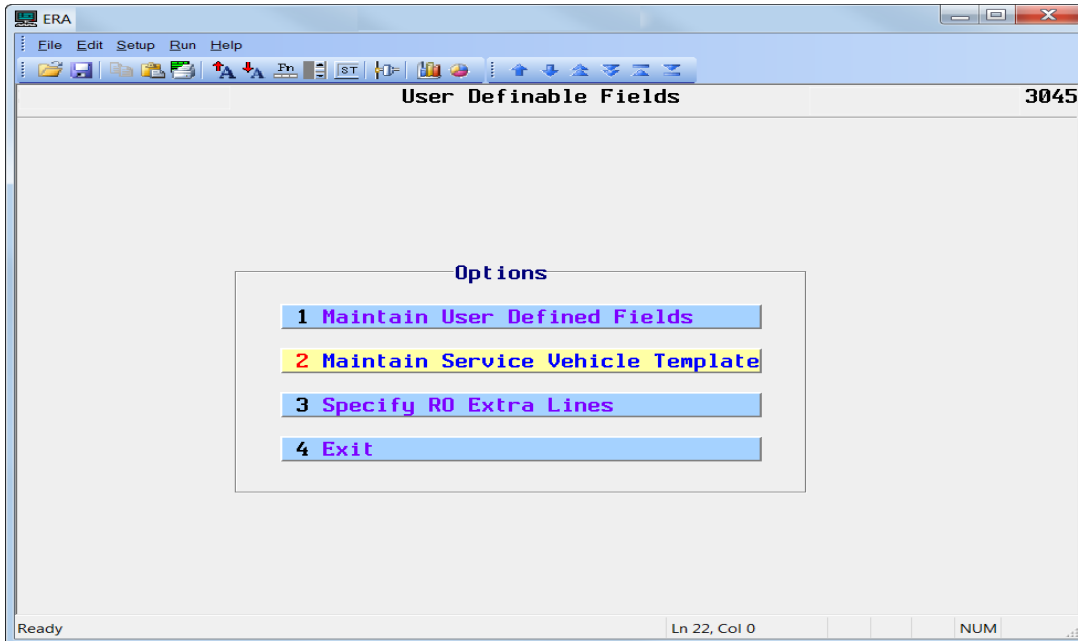 ERA
File Edit Setup Run Help
Fn ST
User Definable Fields 3045
Options
1 Maintain User Defined Fields
2 Maintain Service Vehicle Template
3 Specify RO Extra Lines
4 Exit
Ready Ln 22, Col 0 NUM